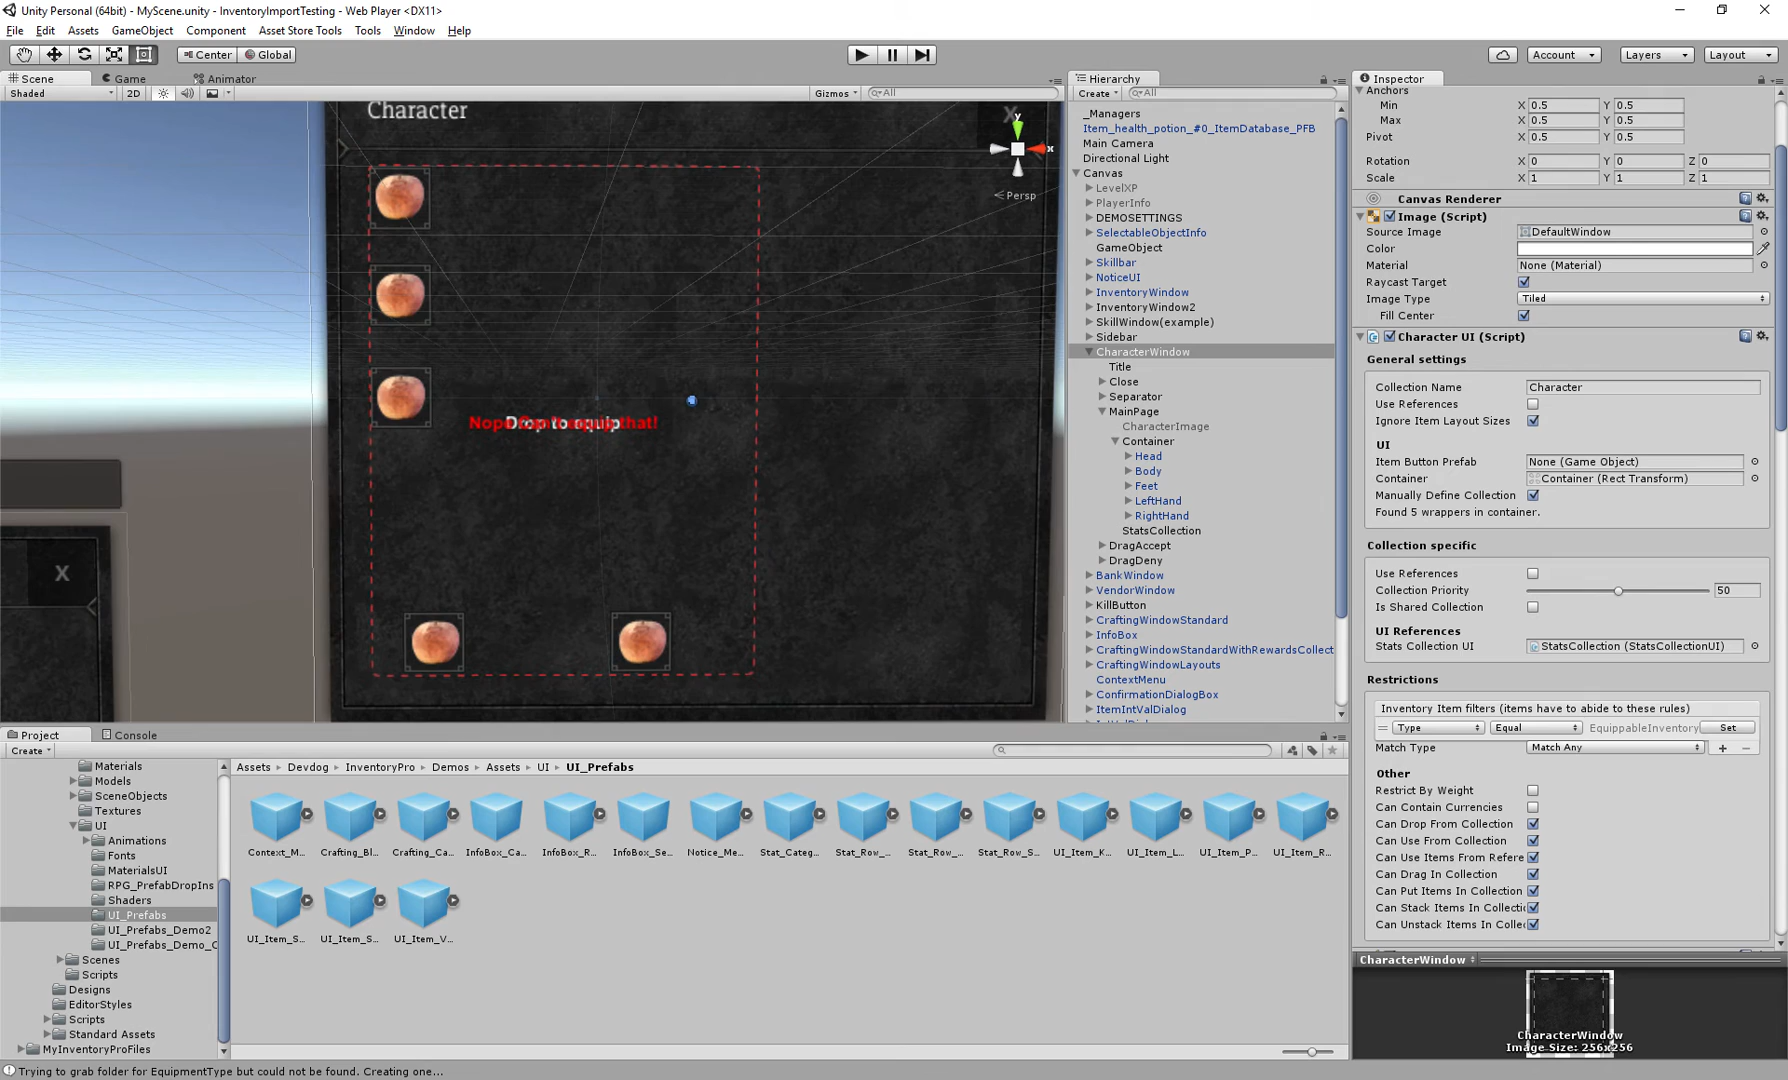 Unity Personal (64bit) - MyScene.unity - InventoryImportTesting - Web Player <DX11>
File Edit Assets GameObject Component Asset Store Tools Tools Window Help
Center Global
Account Layers Layout
Scene Game Animator
Shaded 2D Gizmos All
Character
X
y
x
Persp
Drop to equip
X
Hierarchy
Create All
_Managers
Item_health_potion_#0_ItemDatabase_PFB
Main Camera
Directional Light
Canvas
LevelXP
PlayerInfo
DEMOSETTINGS
SelectableObjectInfo
GameObject
Skillbar
NoticeUI
InventoryWindow
InventoryWindow2
SkillWindow(example)
Sidebar
CharacterWindow
Title
Close
Separator
MainPage
CharacterImage
Container
Head
Body
Feet
LeftHand
RightHand
StatsCollection
DragAccept
DragDeny
BankWindow
VendorWindow
KillButton
CraftingWindowStandard
InfoBox
CraftingWindowStandardWithRewardsCollect
CraftingWindowLayouts
ContextMenu
ConfirmationDialogBox
ItemIntValDialog
Inspector
Anchors
Min X 0.5 Y 0.5
Max X 0.5 Y 0.5
Pivot X 0.5 Y 0.5
Rotation X 0 Y 0 Z 0
Scale X 1 Y 1 Z 1
Canvas Renderer
Image (Script)
Source Image DefaultWindow
Color
Material None (Material)
Raycast Target
Image Type Tiled
Fill Center
Character UI (Script)
General settings
Collection Name Character
Use References
Ignore Item Layout Sizes
UI
Item Button Prefab None (Game Object)
Container Container (Rect Transform)
Manually Define Collection
Found 5 wrappers in container.
Collection specific
Use References
Collection Priority 50
Is Shared Collection
UI References
Stats Collection UI StatsCollection (StatsCollectionUI)
Restrictions
Inventory Item filters (items have to abide to these rules)
= Type Equal EquippableInventory Set
Match Type Match Any + −
Other
Restrict By Weight
Can Contain Currencies
Can Drop From Collection
Can Use From Collection
Can Use Items From Refere
Can Drag In Collection
Can Put Items In Collection
Can Stack Items In Collecti
Can Unstack Items In Collec
CharacterWindow
CharacterWindow
Image Size: 256x256
Project Console
Create
Materials
Models
SceneObjects
Textures
UI
Animations
Fonts
MaterialsUI
RPG_PrefabDropIns
Shaders
UI_Prefabs
UI_Prefabs_Demo2
UI_Prefabs_Demo_C
Scenes
Scripts
Designs
EditorStyles
Scripts
Standard Assets
MyInventoryProFiles
Assets Devdog InventoryPro Demos Assets UI UI_Prefabs
Context_M... Crafting_Bl... Crafting_Ca... InfoBox_Ca... InfoBox_R... InfoBox_Se... Notice_Me... Stat_Categ... Stat_Row_... Stat_Row_... Stat_Row_S... UI_Item_K... UI_Item_L... UI_Item_P... UI_Item_R...
UI_Item_S... UI_Item_S... UI_Item_V...
Trying to grab folder for EquipmentType but could not be found. Creating one...